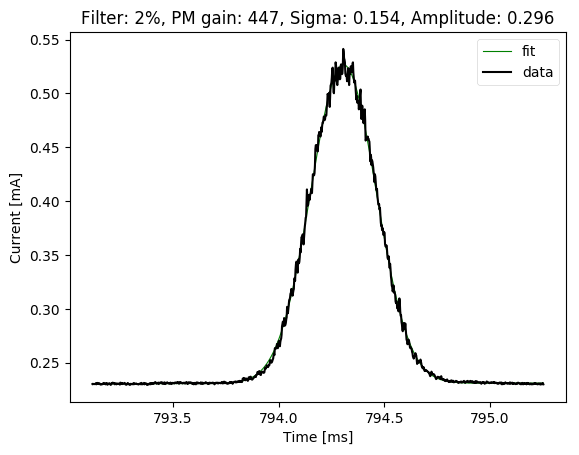 Filter: 2%, PM gain: 447, Sigma: 0.154, Amplitude: 0.296
fit
data
0.55
0.50
0.45
0.40
0.35
0.30
0.25
Current [mA]
793.5 794.0 794.5 795.0
Time [ms]